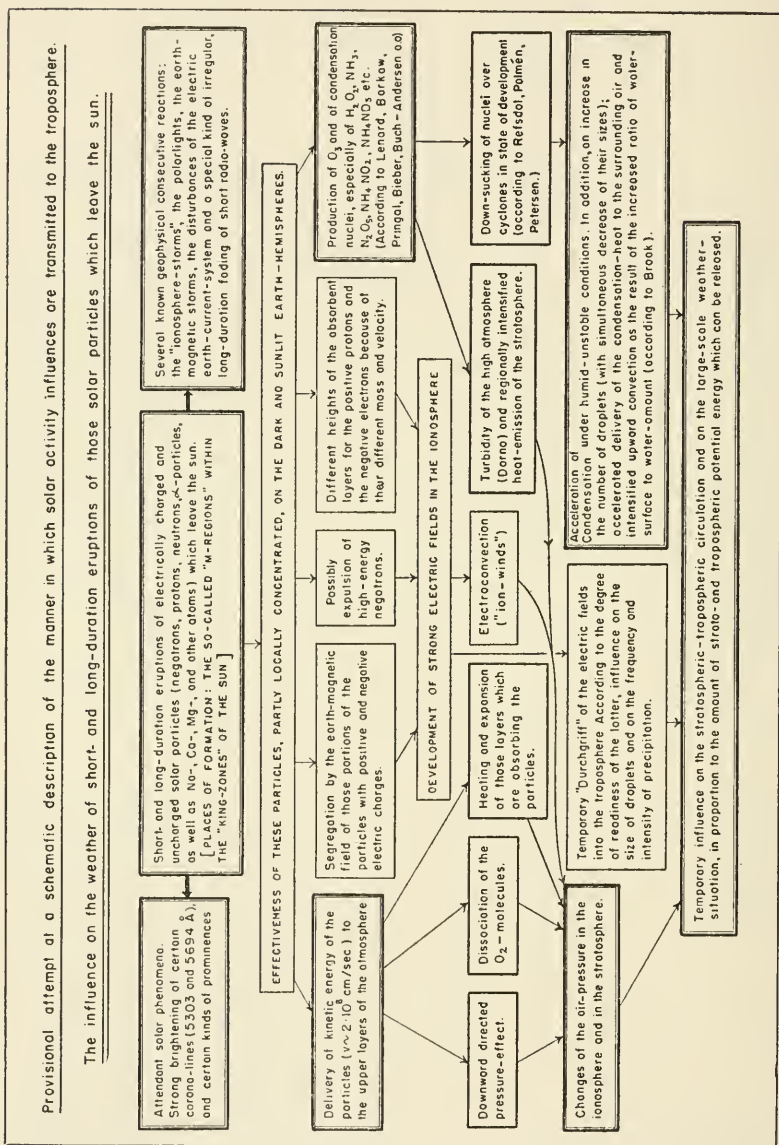 Provisional attempt at a schematic description of the manner in which solar activity influences are transmitted to the troposphere.
The influence on the weather of short- and long-duration eruptions of those solar particles which leave the sun.
Attendant solar phenomena.
Strong brightening of certain
corona-lines (5303 and 5694 Å),
and certain kinds of prominences
Short- and long-duration eruptions of electrically charged and
uncharged solar particles (negotrons, protons, neutrons, α-particles,
as well as Na-, Ca-, Mg-, and other atoms) which leave the sun.
[PLACES OF FORMATION: THE SO-CALLED "M-REGIONS" WITHIN
THE "KING-ZONES" OF THE SUN]
Several known geophysical consecutive reactions:
the "ionosphere-storms", the polarlights, the earth-
magnetic storms, the disturbances of the electric
earth-current-system and a special kind of irregular,
long-duration fading of short radio-waves.
EFFECTIVENESS OF THESE PARTICLES, PARTLY LOCALLY CONCENTRATED, ON THE DARK AND SUNLIT EARTH-HEMISPHERES.
Delivery of kinetic energy of the
particles (v~2·10⁸ cm/sec) to
the upper layers of the atmosphere
Segregation by the earth-magnetic
field of those portions of the
particles with positive and negative
electric charges.
Possibly
expulsion of
high-energy
negotrons.
Different heights of the absorbent
layers for the positive protons and
the negative electrons because of
their different mass and velocity.
Production of O₃ and of condensation
nuclei, especially of H₂O₂, NH₃,
N₂O₅, NH₄NO₂, NH₄NO₃ etc.
(According to Lenard, Barkow,
Pringal, Bieber, Buch-Andersen a.o)
DEVELOPMENT OF STRONG ELECTRIC FIELDS IN THE IONOSPHERE
Downward directed
pressure-effect.
Dissociation of the
O₂-molecules.
Heating and expansion
of those layers which
are absorbing the
particles.
Electroconvection
("ion-winds")
Turbidity of the high atmosphere
(Dorno) and regionally intensified
heat-emission of the stratosphere.
Down-sucking of nuclei over
cyclones in state of development
(according to Refsdal, Palmén,
Petersen.)
Changes of the air-pressure in the
ionosphere and in the stratosphere.
Temporary "Durchgriff" of the electric fields
into the troposphere According to the degree
of readiness of the latter, influence on the
size of droplets and on the frequency and
intensity of precipitation.
Acceleration of
Condensation under humid-unstable conditions. In addition, an increase in
the number of droplets (with simultaneous decrease of their sizes);
accelerated delivery of the condensation-heat to the surrounding air and
intensified upward convection as the result of the increased ratio of water-
surface to water-amount (according to Brook).
Temporary influence on the stratospheric-tropospheric circulation and on the large-scale weather-
situation, in proportion to the amount of strato- and tropospheric potential energy which can be released.